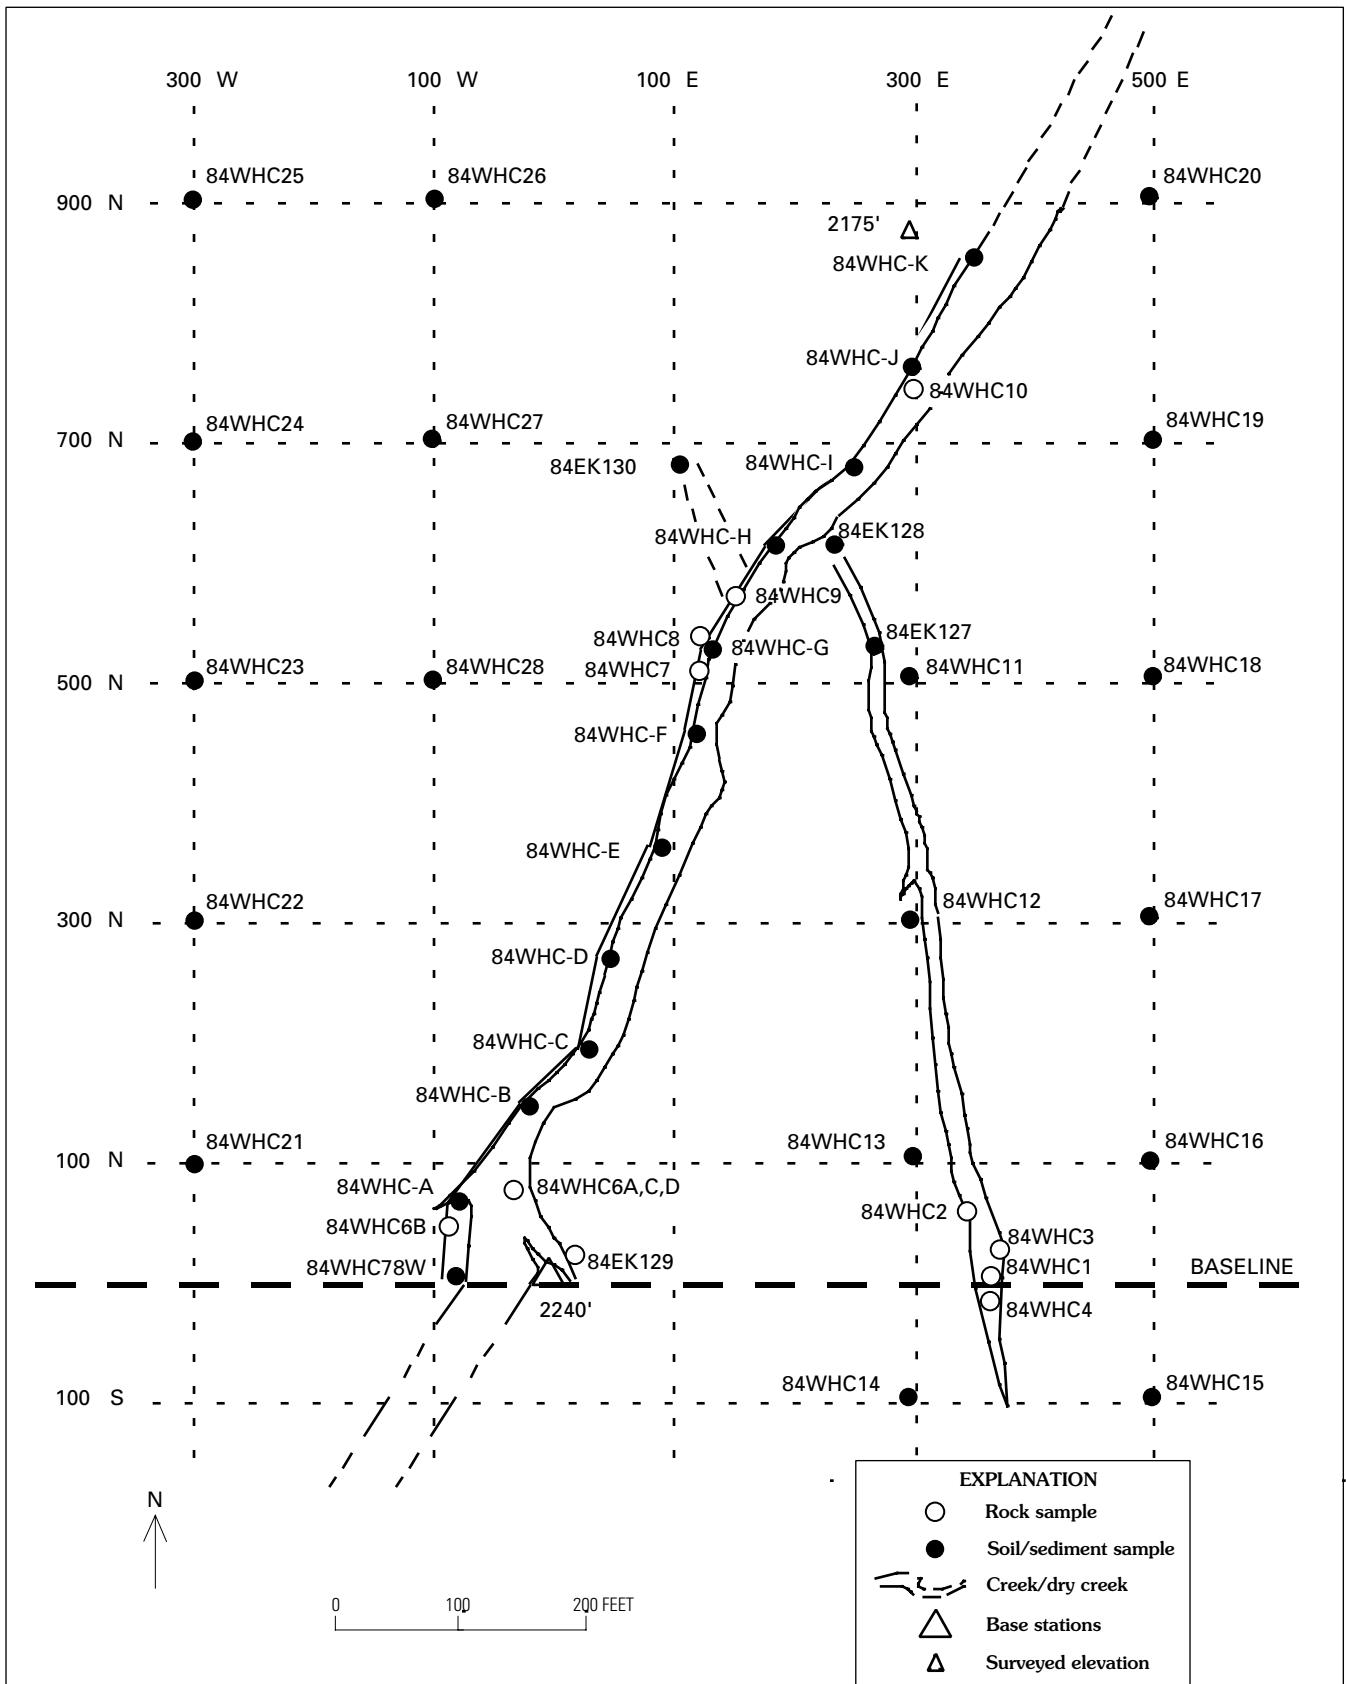 300 W 100 W 100 E 300 E 500 E
84WHC25 84WHC26 84WHC20
900 N
2175'
84WHC-K
84WHC-J
84WHC10
84WHC24 84WHC27 84WHC19
700 N
84EK130 84WHC-I
84WHC-H 84EK128
84WHC9
84WHC8 84WHC-G 84EK127
84WHC23 84WHC28 84WHC7 84WHC11 84WHC18
500 N
84WHC-F
84WHC-E
84WHC22 84WHC12 84WHC17
300 N
84WHC-D
84WHC-C
84WHC-B
84WHC21 84WHC13 84WHC16
100 N
84WHC-A 84WHC6A,C,D
84WHC6B 84WHC2
84WHC3
84WHC78W 84EK129 84WHC1 BASELINE
2240' 84WHC4
84WHC14 84WHC15
100 S
EXPLANATION
Rock sample
Soil/sediment sample
Creek/dry creek
Base stations
Surveyed elevation
N
0 100 200 FEET